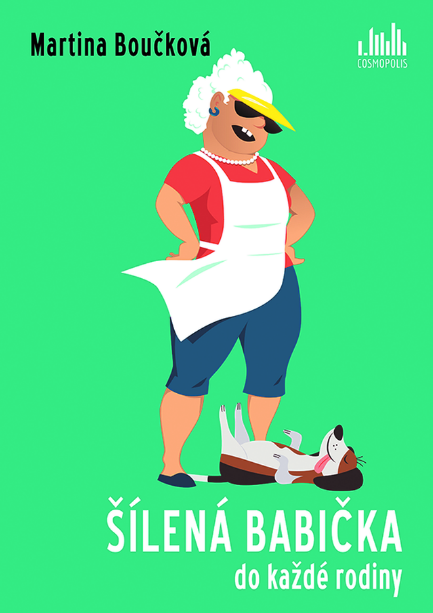 Martina Boučková
COSMOPOLIS
ŠÍLENÁ BABIČKA
do každé rodiny